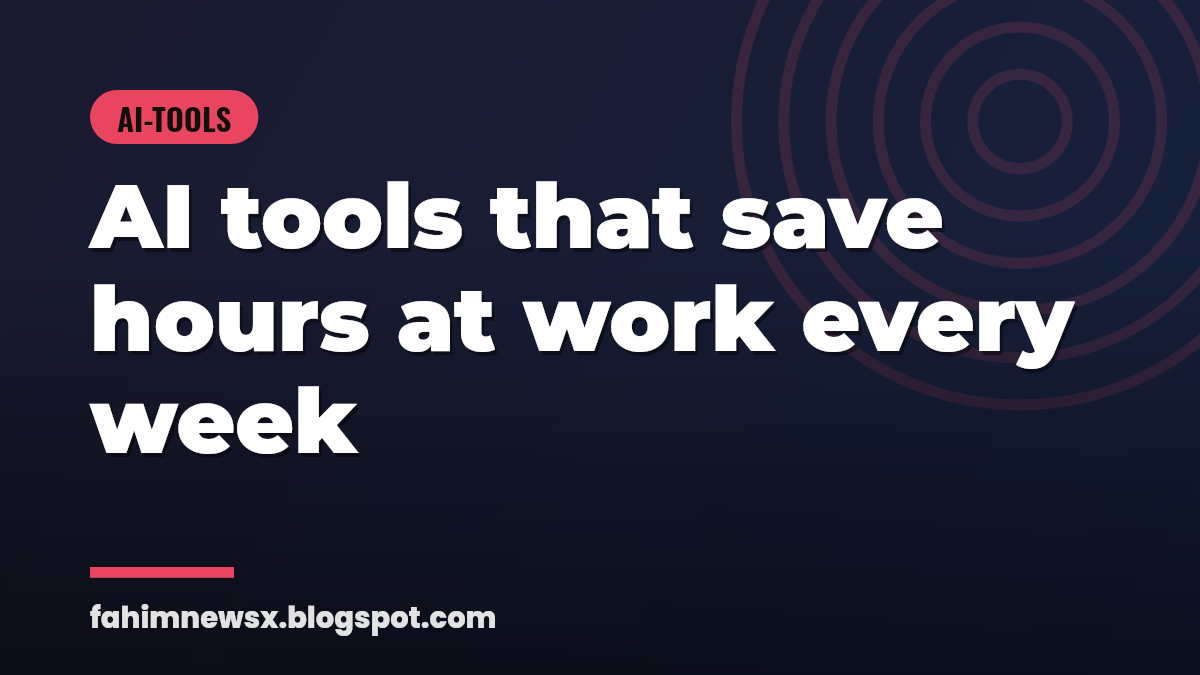 AI-TOOLS
AI tools that save
hours at work every
week
fahimnewsx.blogspot.com